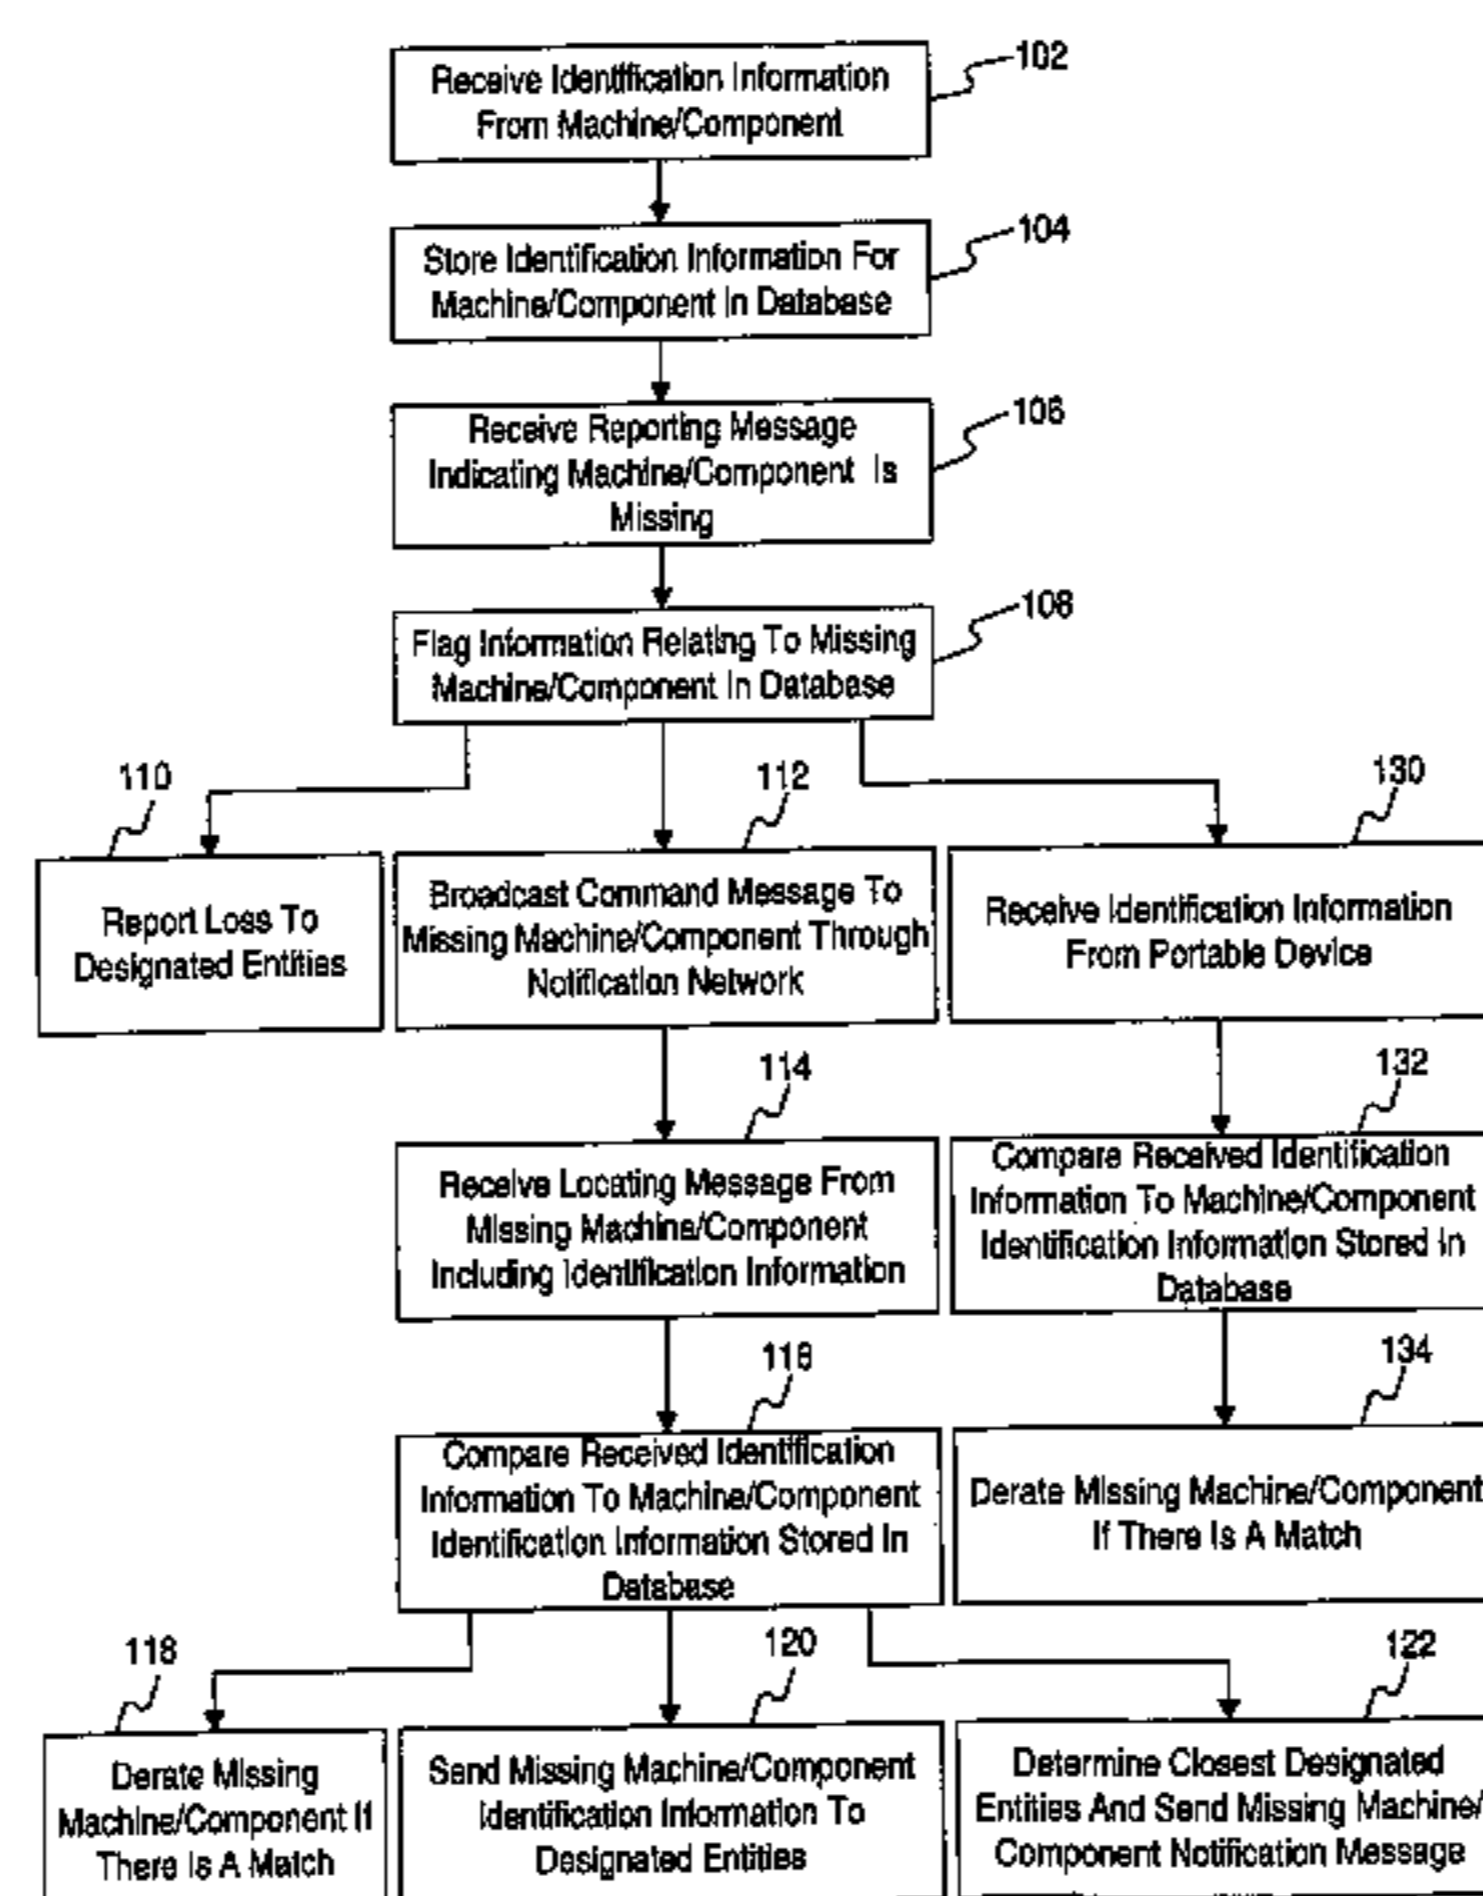 102
Receive Identification Information
From Machine/Component
104
Store Identification Information For
Machine/Component In Database
106
Receive Reporting Message
Indicating Machine/Component Is
Missing
108
Flag Information Relating To Missing
Machine/Component In Database
110
112
130
Report Loss To
Designated Entities
Broadcast Command Message To
Missing Machine/Component Through
Notification Network
Receive Identification Information
From Portable Device
114
132
Receive Locating Message From
Missing Machine/Component
Including Identification Information
Compare Received Identification
Information To Machine/Component
Identification Information Stored In
Database
116
134
Compare Received Identification
Information To Machine/Component
Identification Information Stored In
Database
Derate Missing Machine/Component
If There Is A Match
118
120
122
Derate Missing
Machine/Component If
There Is A Match
Send Missing Machine/Component
Identification Information To
Designated Entities
Determine Closest Designated
Entities And Send Missing Machine/
Component Notification Message